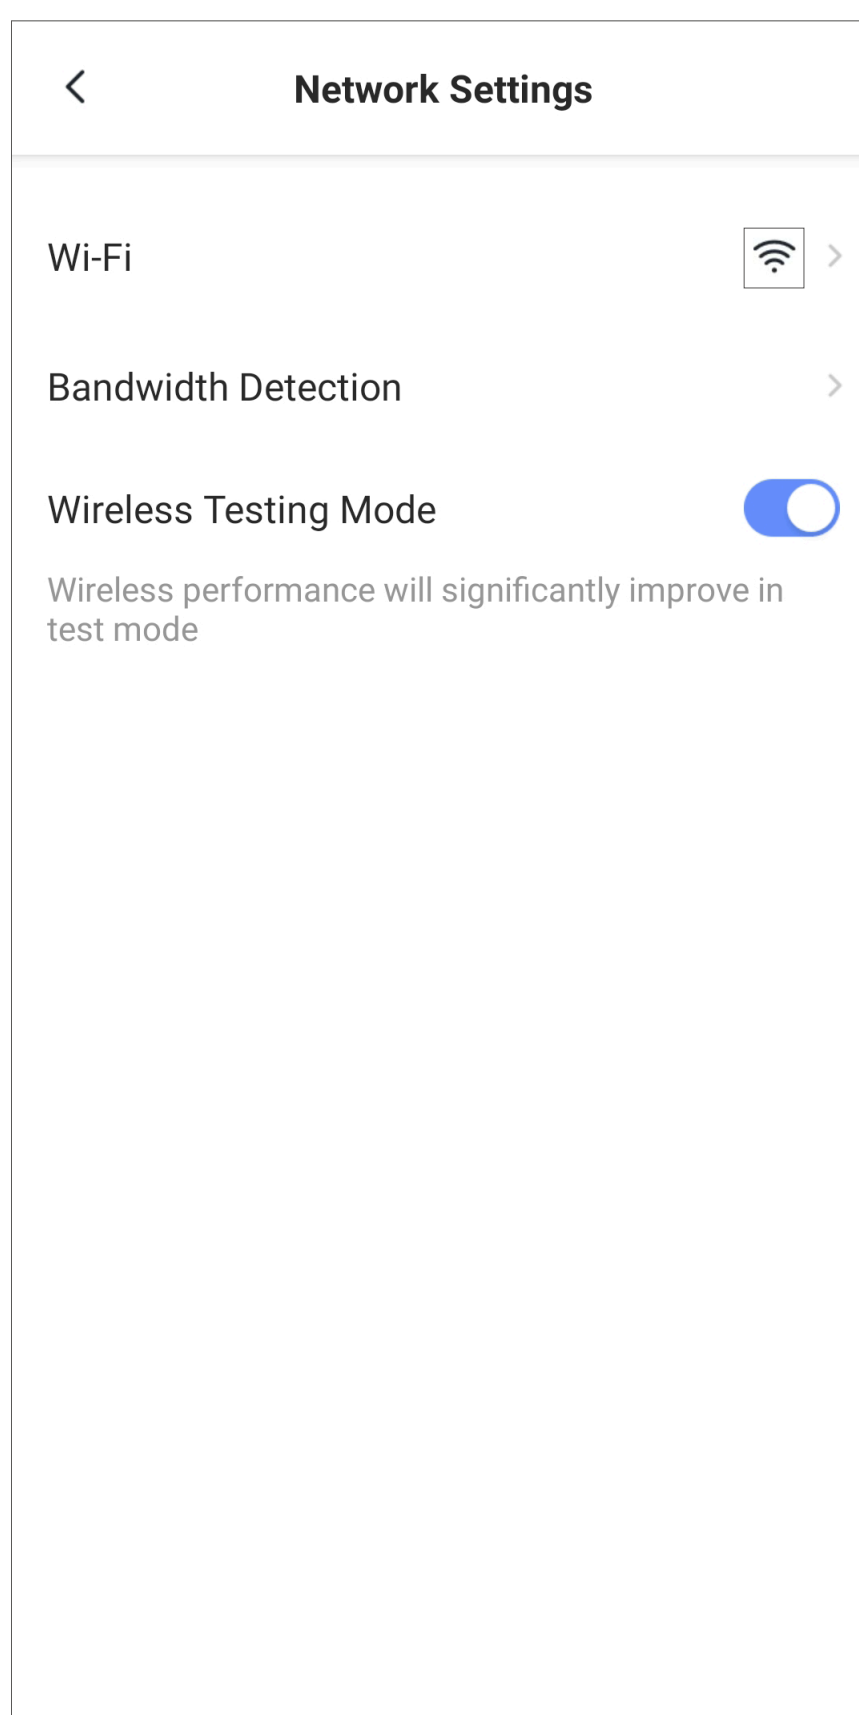 Network Settings
Wi-Fi
Bandwidth Detection
Wireless Testing Mode
Wireless performance will significantly improve in
test mode